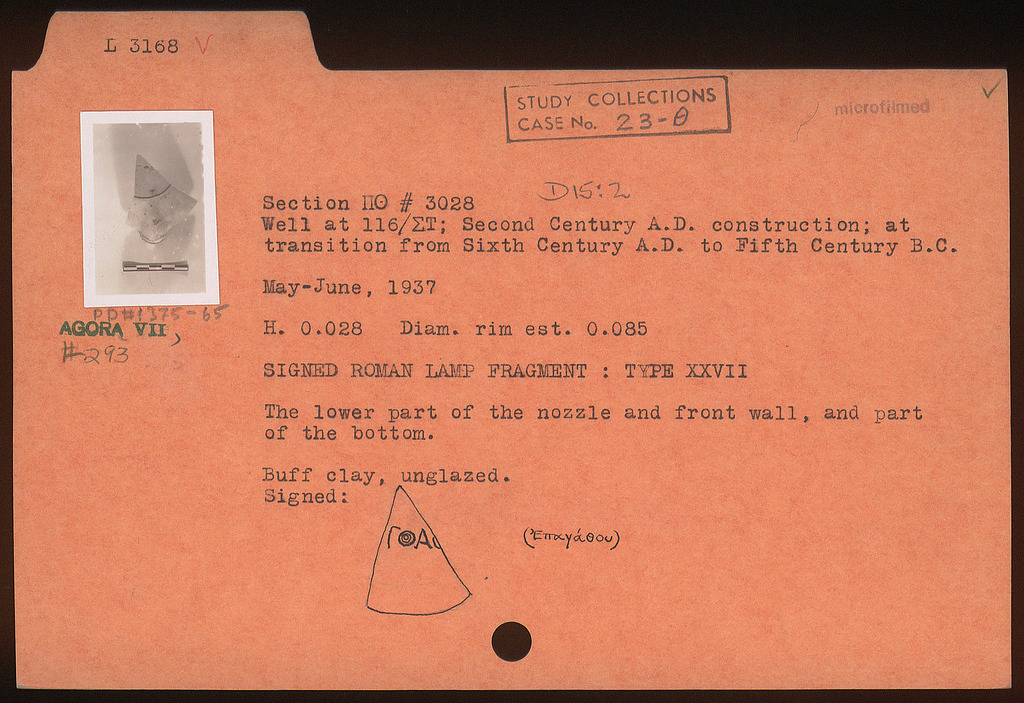 L 3168 V
STUDY COLLECTIONS
CASE No. 23-θ
microfilmed
D15:2
Section ΠΘ # 3028
Well at 116/ΣΤ; Second Century A.D. construction; at
transition from Sixth Century A.D. to Fifth Century B.C.
May-June, 1937
PD#1375-65
AGORA VII,
#293
H. 0.028 Diam. rim est. 0.085
SIGNED ROMAN LAMP FRAGMENT : TYPE XXVII
The lower part of the nozzle and front wall, and part
of the bottom.
Buff clay, unglazed.
Signed:
(Ἐπαγάθου)